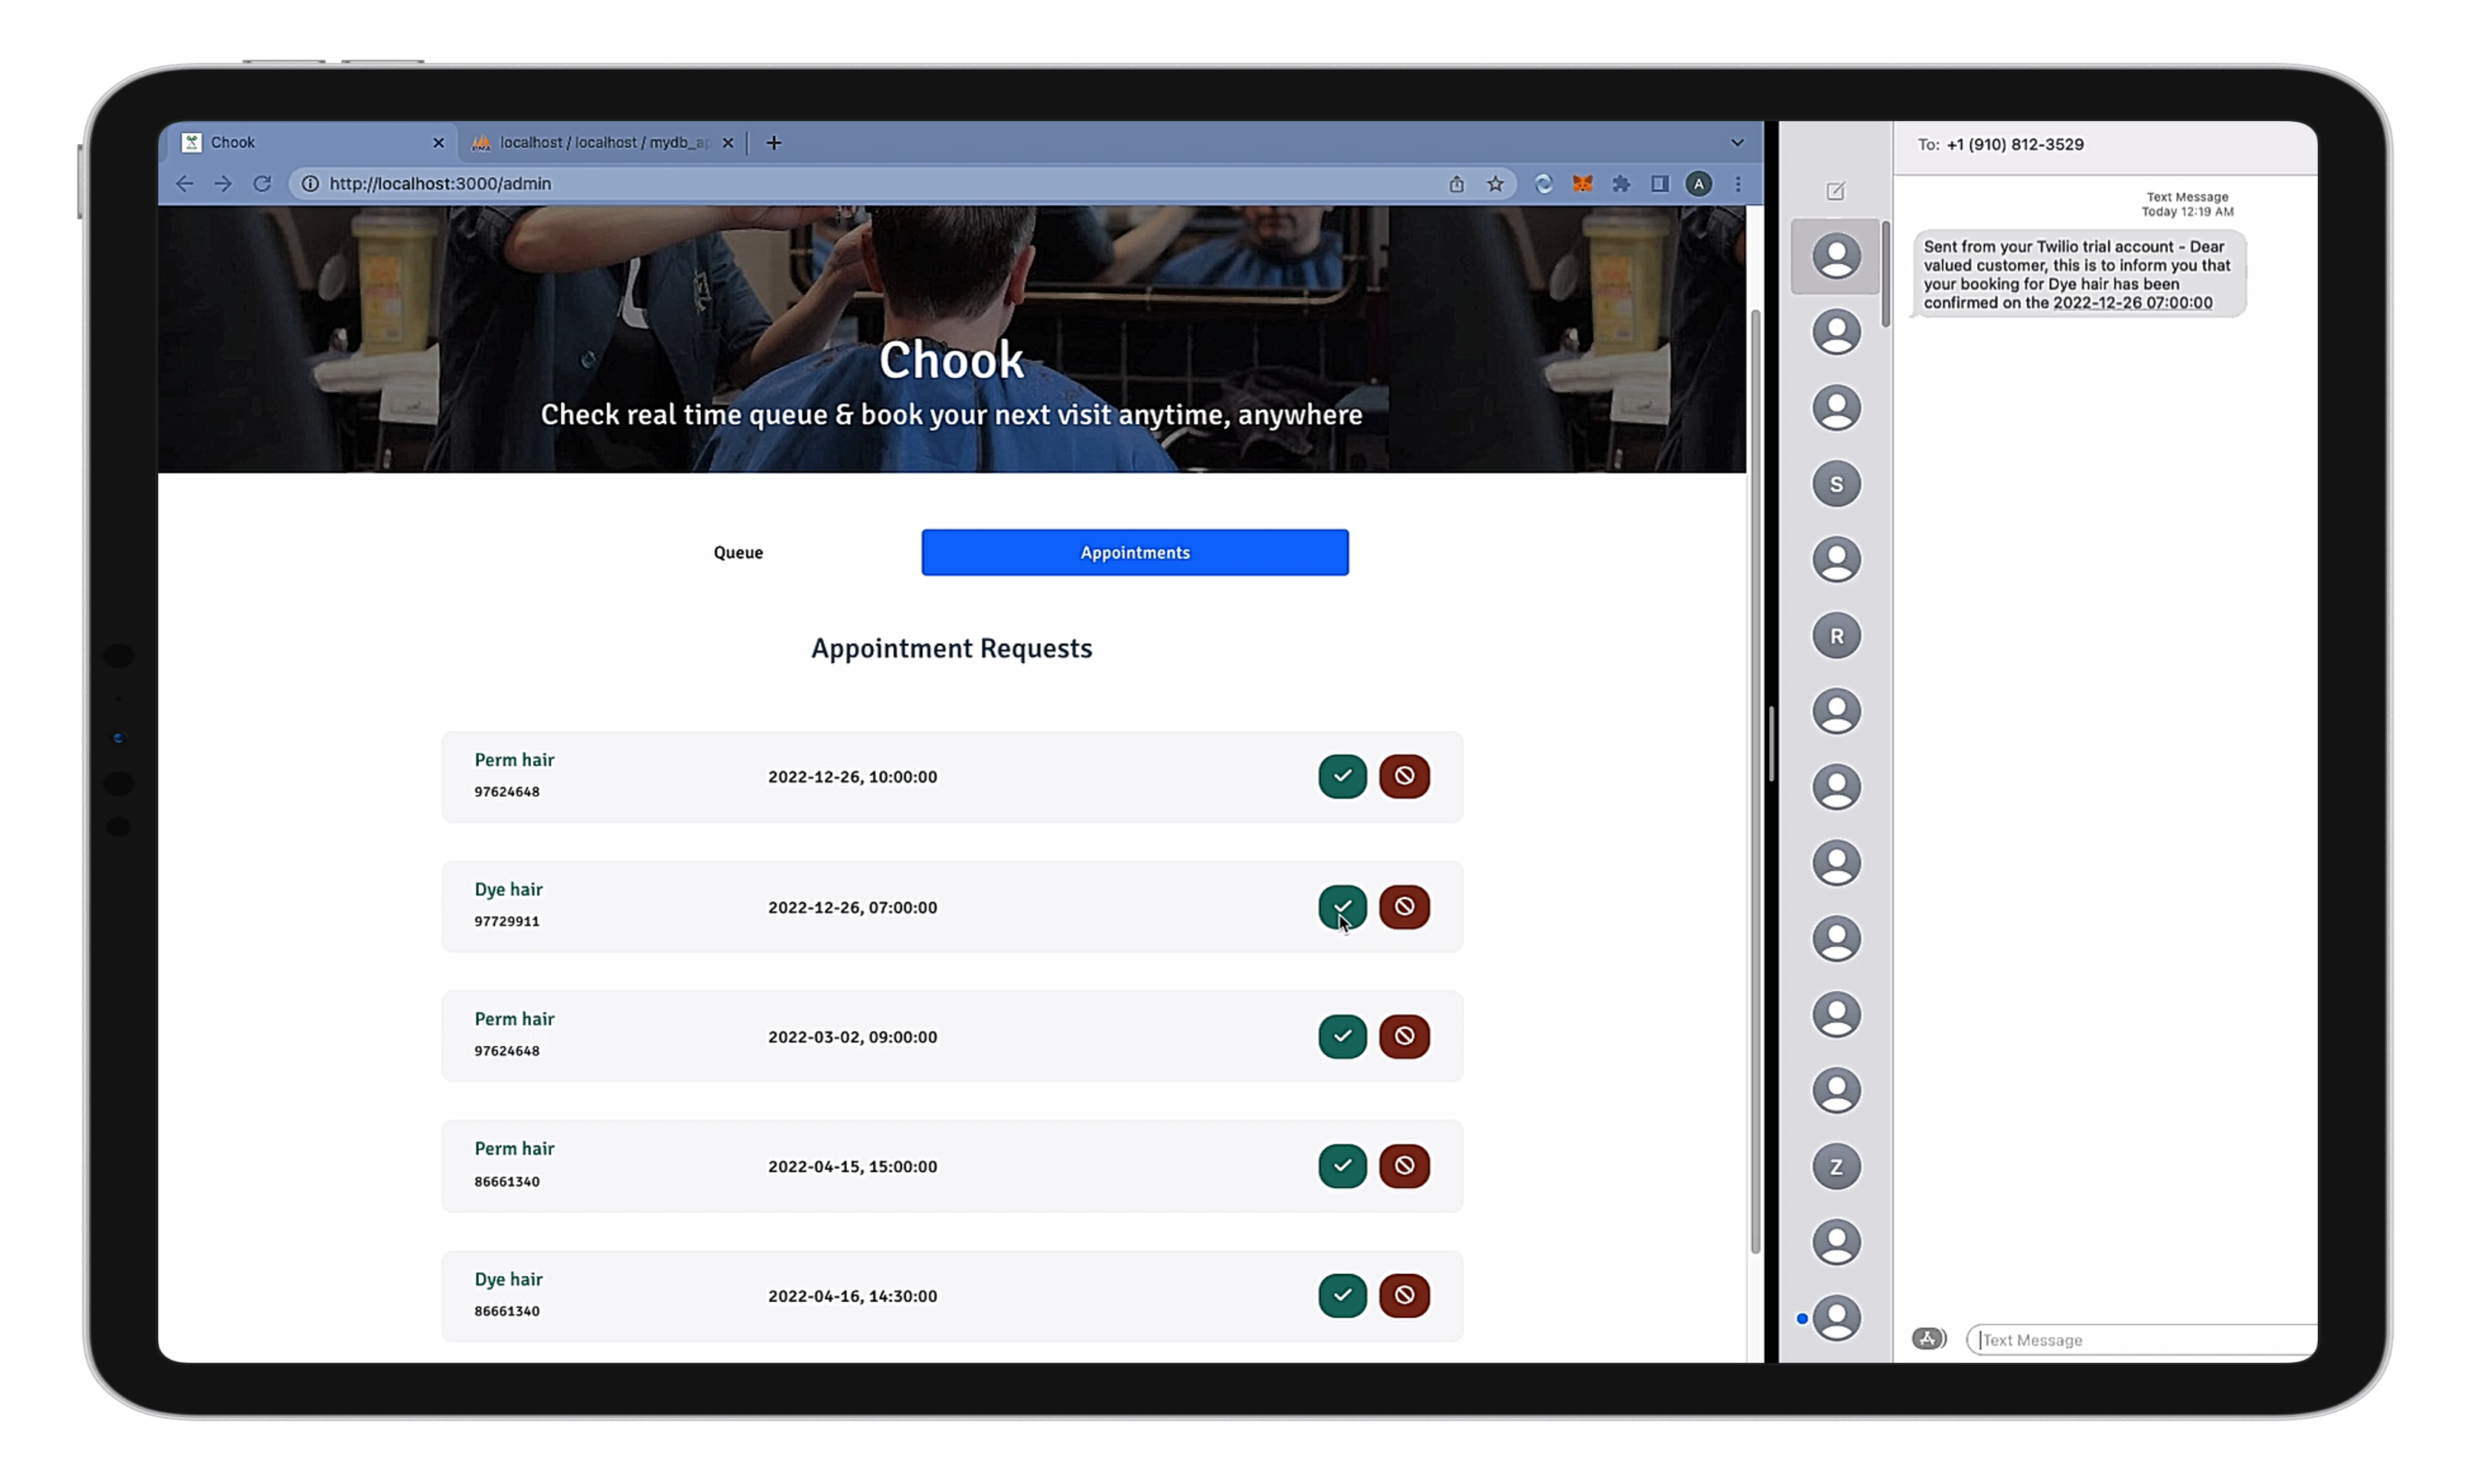 Chook
localhost / localhost / mydb_ap
http://localhost:3000/admin
A
Chook
Check real time queue & book your next visit anytime, anywhere
Queue
Appointments
Appointment Requests
Perm hair
97624648
2022-12-26, 10:00:00
Dye hair
97729911
2022-12-26, 07:00:00
Perm hair
97624648
2022-03-02, 09:00:00
Perm hair
86661340
2022-04-15, 15:00:00
Dye hair
86661340
2022-04-16, 14:30:00
S
R
Z
To: +1 (910) 812-3529
Text Message
Today 12:19 AM
Sent from your Twilio trial account - Dear
valued customer, this is to inform you that
your booking for Dye hair has been
confirmed on the 2022-12-26 07:00:00
Text Message